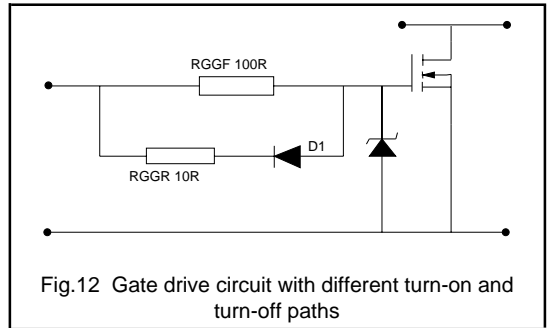 RGGF 100R
D1
RGGR 10R
Fig.12  Gate drive circuit with different turn-on and
turn-off paths